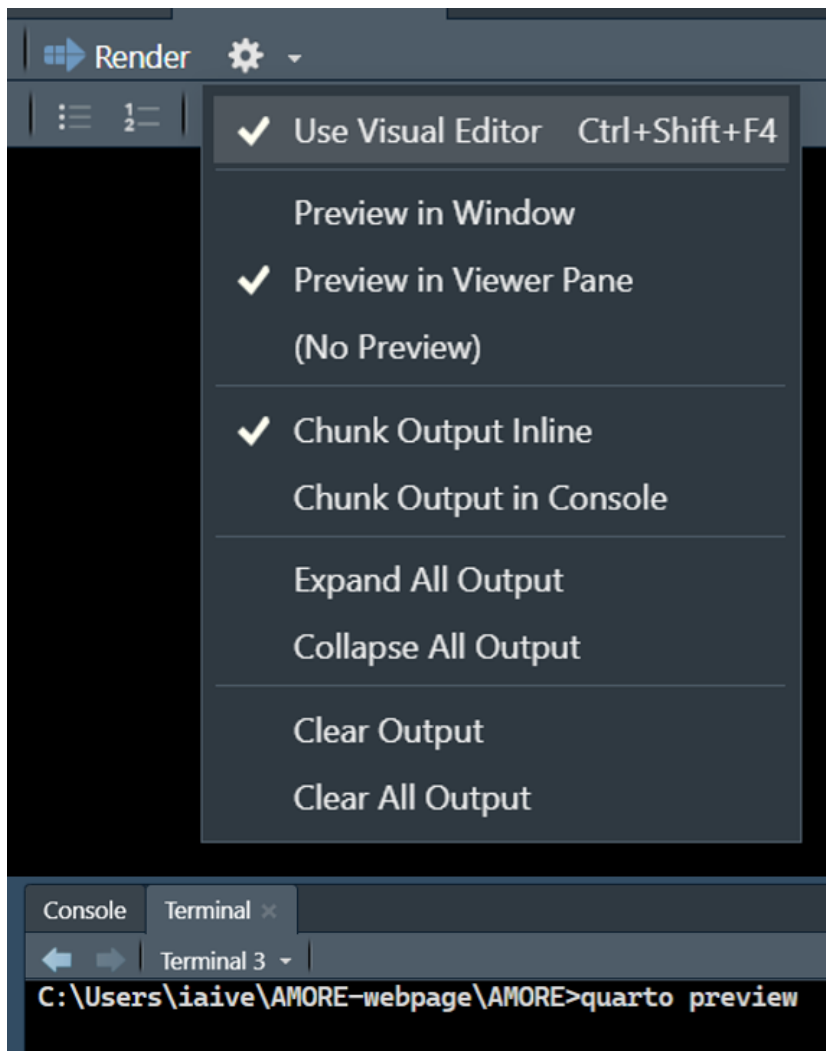 Render
1
2
Use Visual Editor Ctrl+Shift+F4
Preview in Window
Preview in Viewer Pane
(No Preview)
Chunk Output Inline
Chunk Output in Console
Expand All Output
Collapse All Output
Clear Output
Clear All Output
Console Terminal
Terminal 3
C:\Users\iaive\AMORE-webpage\AMORE>quarto preview